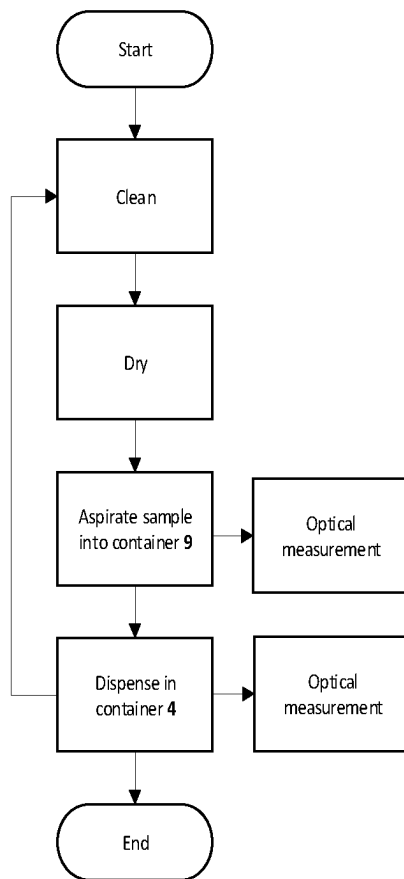 Start
Clean
Dry
Aspirate sample
into container 9
Optical
measurement
Dispense in
container 4
Optical
measurement
End